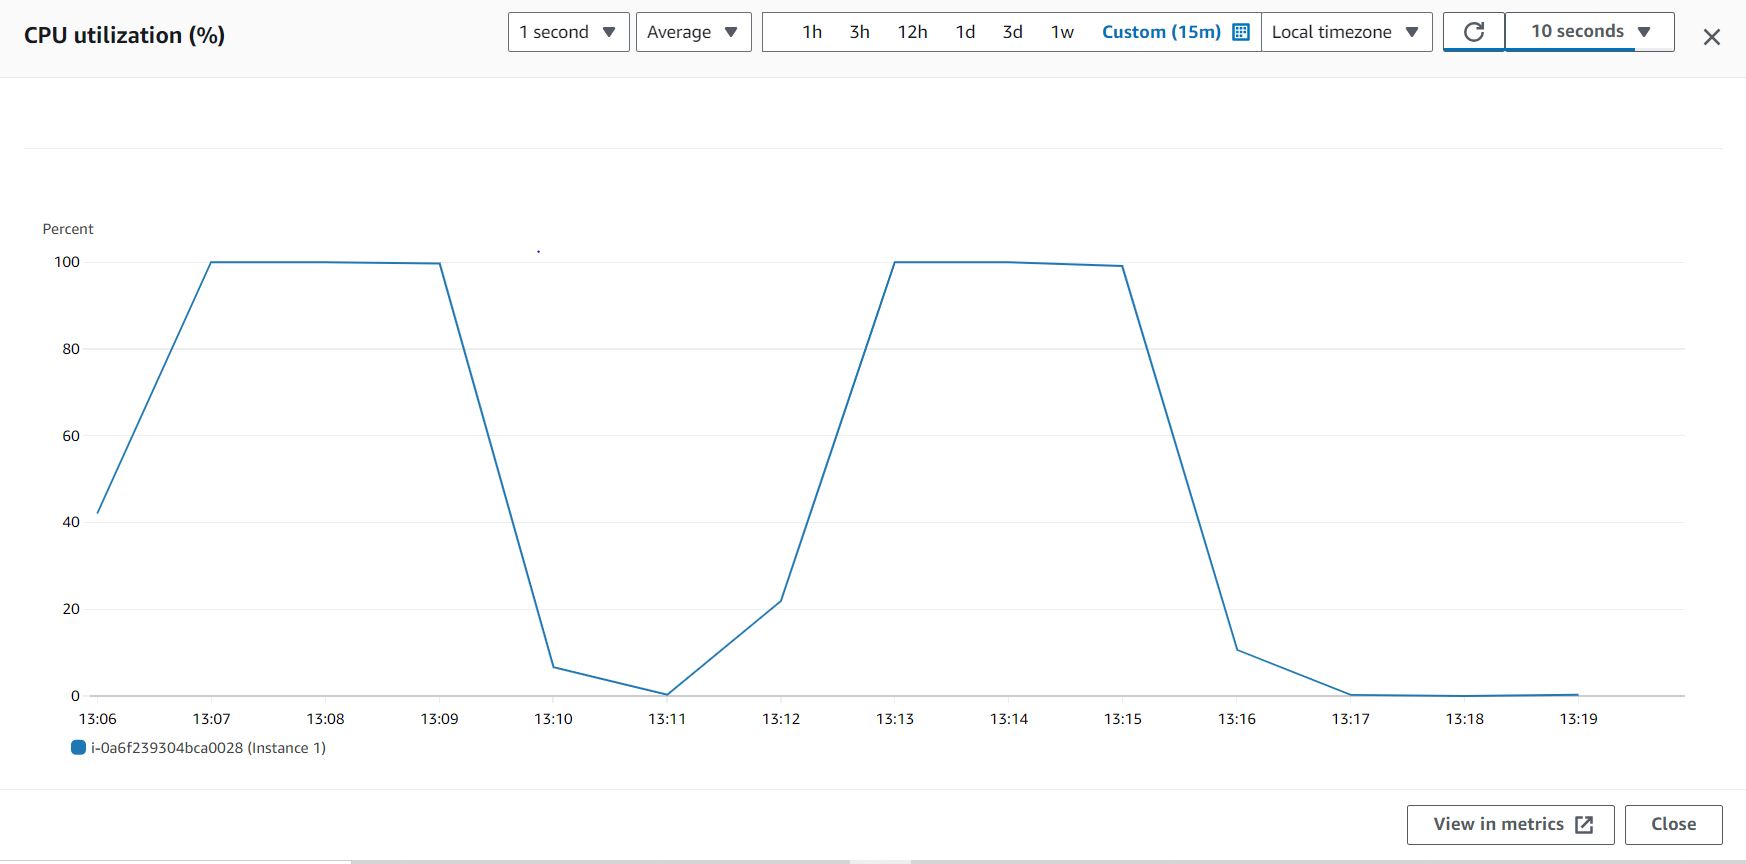 CPU utilization (%)
1 second
Average
1h 3h 12h 1d 3d 1w Custom (15m)
Local timezone
10 seconds
Percent
100
80
60
40
20
0
13:06 13:07 13:08 13:09 13:10 13:11 13:12 13:13 13:14 13:15 13:16 13:17 13:18 13:19
i-0a6f239304bca0028 (Instance 1)
View in metrics
Close